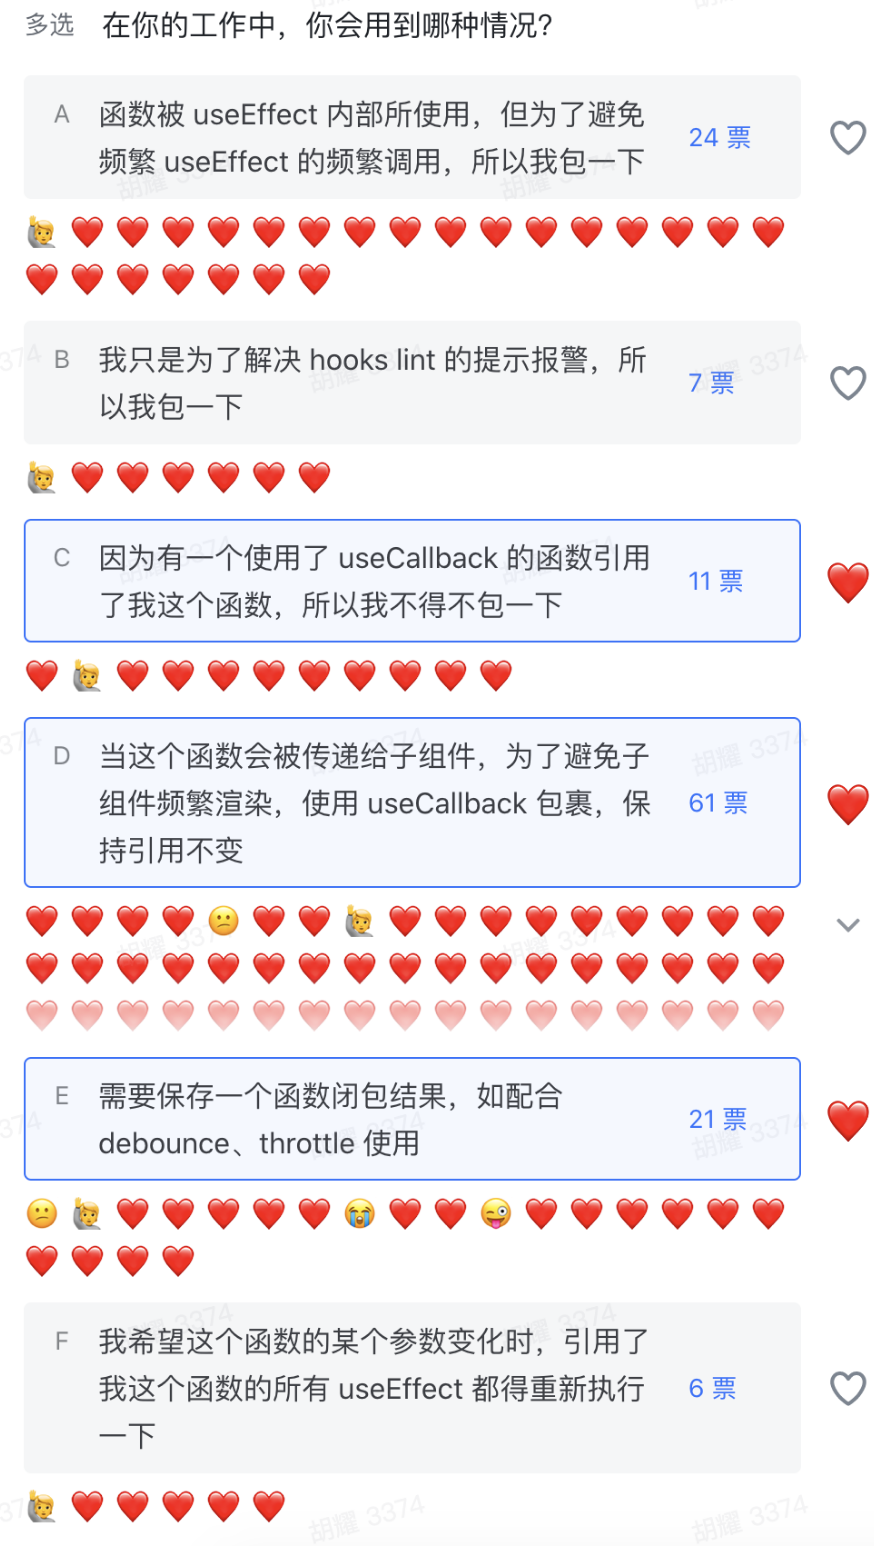 多选 在你的工作中，你会用到哪种情况？
A 函数被 useEffect 内部所使用，但为了避免
频繁 useEffect 的频繁调用，所以我包一下
24 票
B 我只是为了解决 hooks lint 的提示报警，所
以我包一下
7 票
C 因为有一个使用了 useCallback 的函数引用
了我这个函数，所以我不得不包一下
11 票
D 当这个函数会被传递给子组件，为了避免子
组件频繁渲染，使用 useCallback 包裹，保
持引用不变
61 票
E 需要保存一个函数闭包结果，如配合
debounce、throttle 使用
21 票
F 我希望这个函数的某个参数变化时，引用了
我这个函数的所有 useEffect 都得重新执行
一下
6 票
胡耀 3374